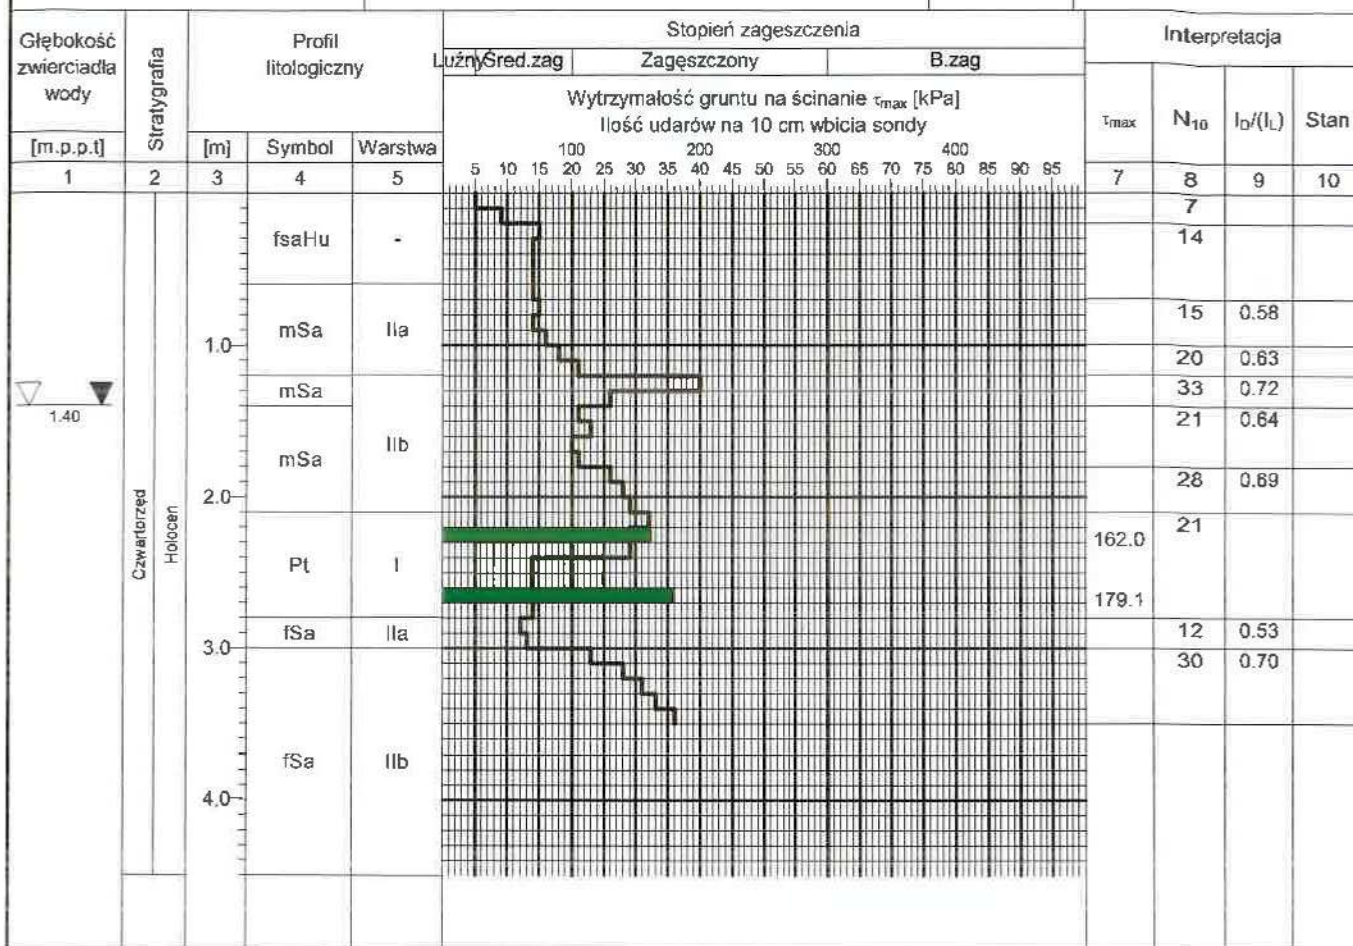 Głębokość zwierciadła wody
Stratygrafia
Profil litologiczny
Stopień zagęszczenia
Interpretacja
Luźny Śred.zag Zagęszczony B.zag
Wytrzymałość gruntu na ścinanie τmax [kPa]
Ilość udarów na 10 cm wbicia sondy
τmax N10 ID/(IL) Stan
[m.p.p.t] [m] Symbol Warstwa
100 200 300 400
5 10 15 20 25 30 35 40 45 50 55 60 65 70 75 80 85 90 95
1 2 3 4 5 7 8 9 10
7
fsaHu - 14
mSa IIa 15 0.58
1.0 20 0.63
mSa 33 0.72
1.40
21 0.64
mSa IIb
28 0.69
2.0
Czwartorzęd
Holocen
21
162.0
Pt I
179.1
fSa IIa 12 0.53
3.0 30 0.70
fSa IIb
4.0